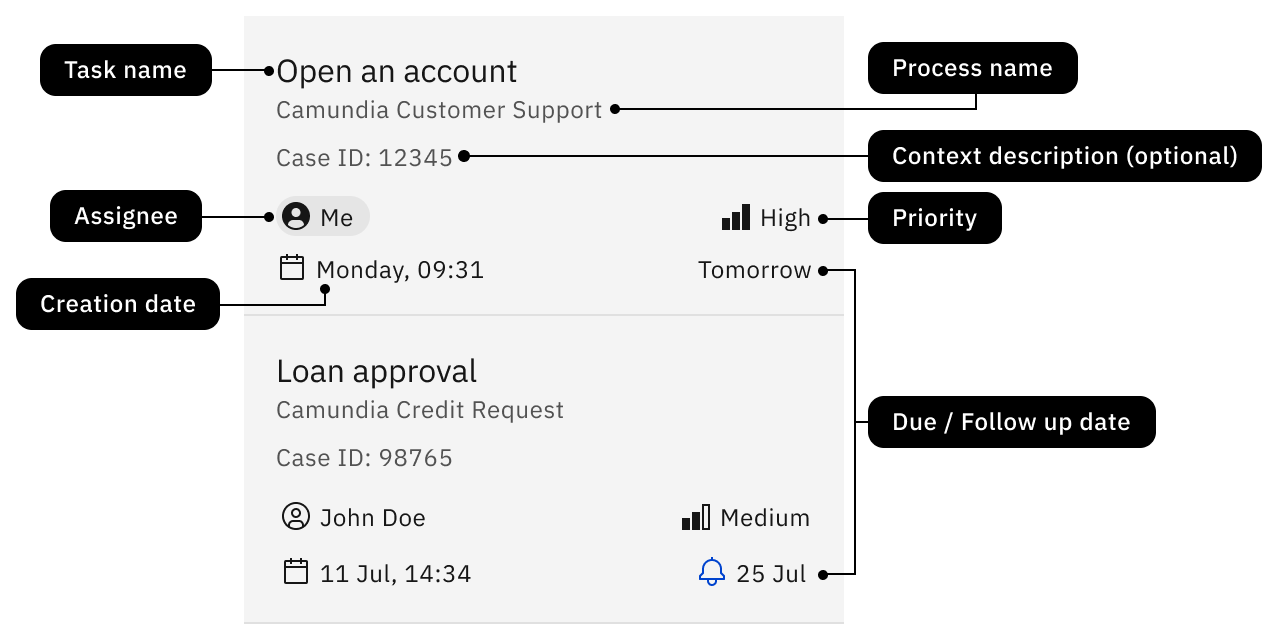 Task name
Open an account
Process name
Camundia Customer Support
Case ID: 12345
Context description (optional)
Assignee
Me
High
Priority
Monday, 09:31
Tomorrow
Creation date
Loan approval
Camundia Credit Request
Due / Follow up date
Case ID: 98765
John Doe
Medium
11 Jul, 14:34
25 Jul